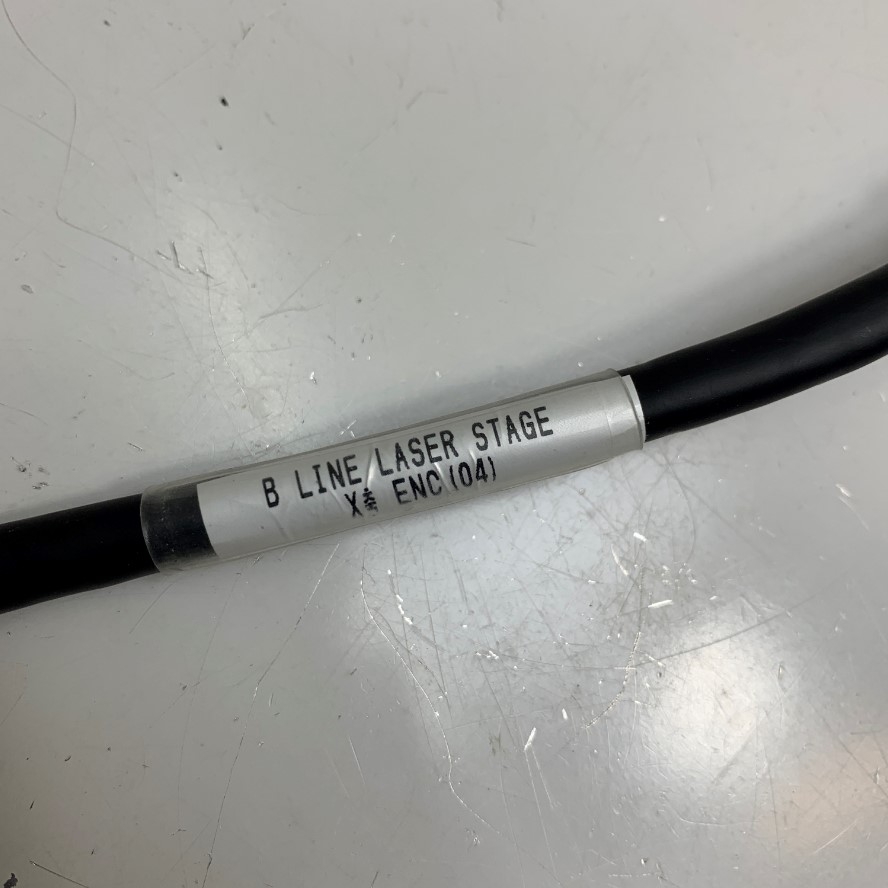 B LINE LASER STAGE
X축 ENC(04)